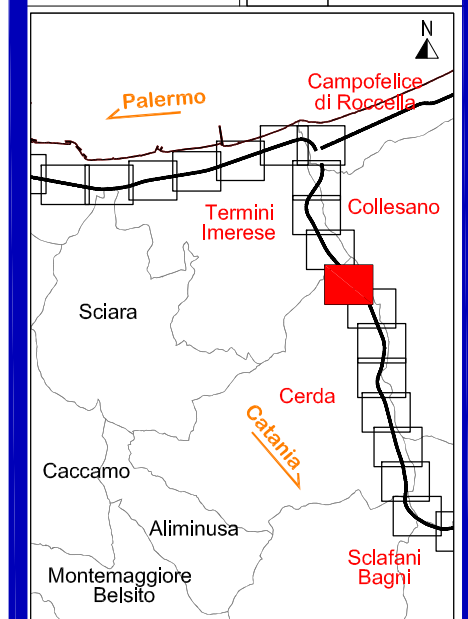 N
Campofelice
di Roccella
Palermo
Collesano
Termini
Imerese
Sciara
Cerda
Catania
Caccamo
Aliminusa
Sclafani
Bagni
Montemaggiore
Belsito